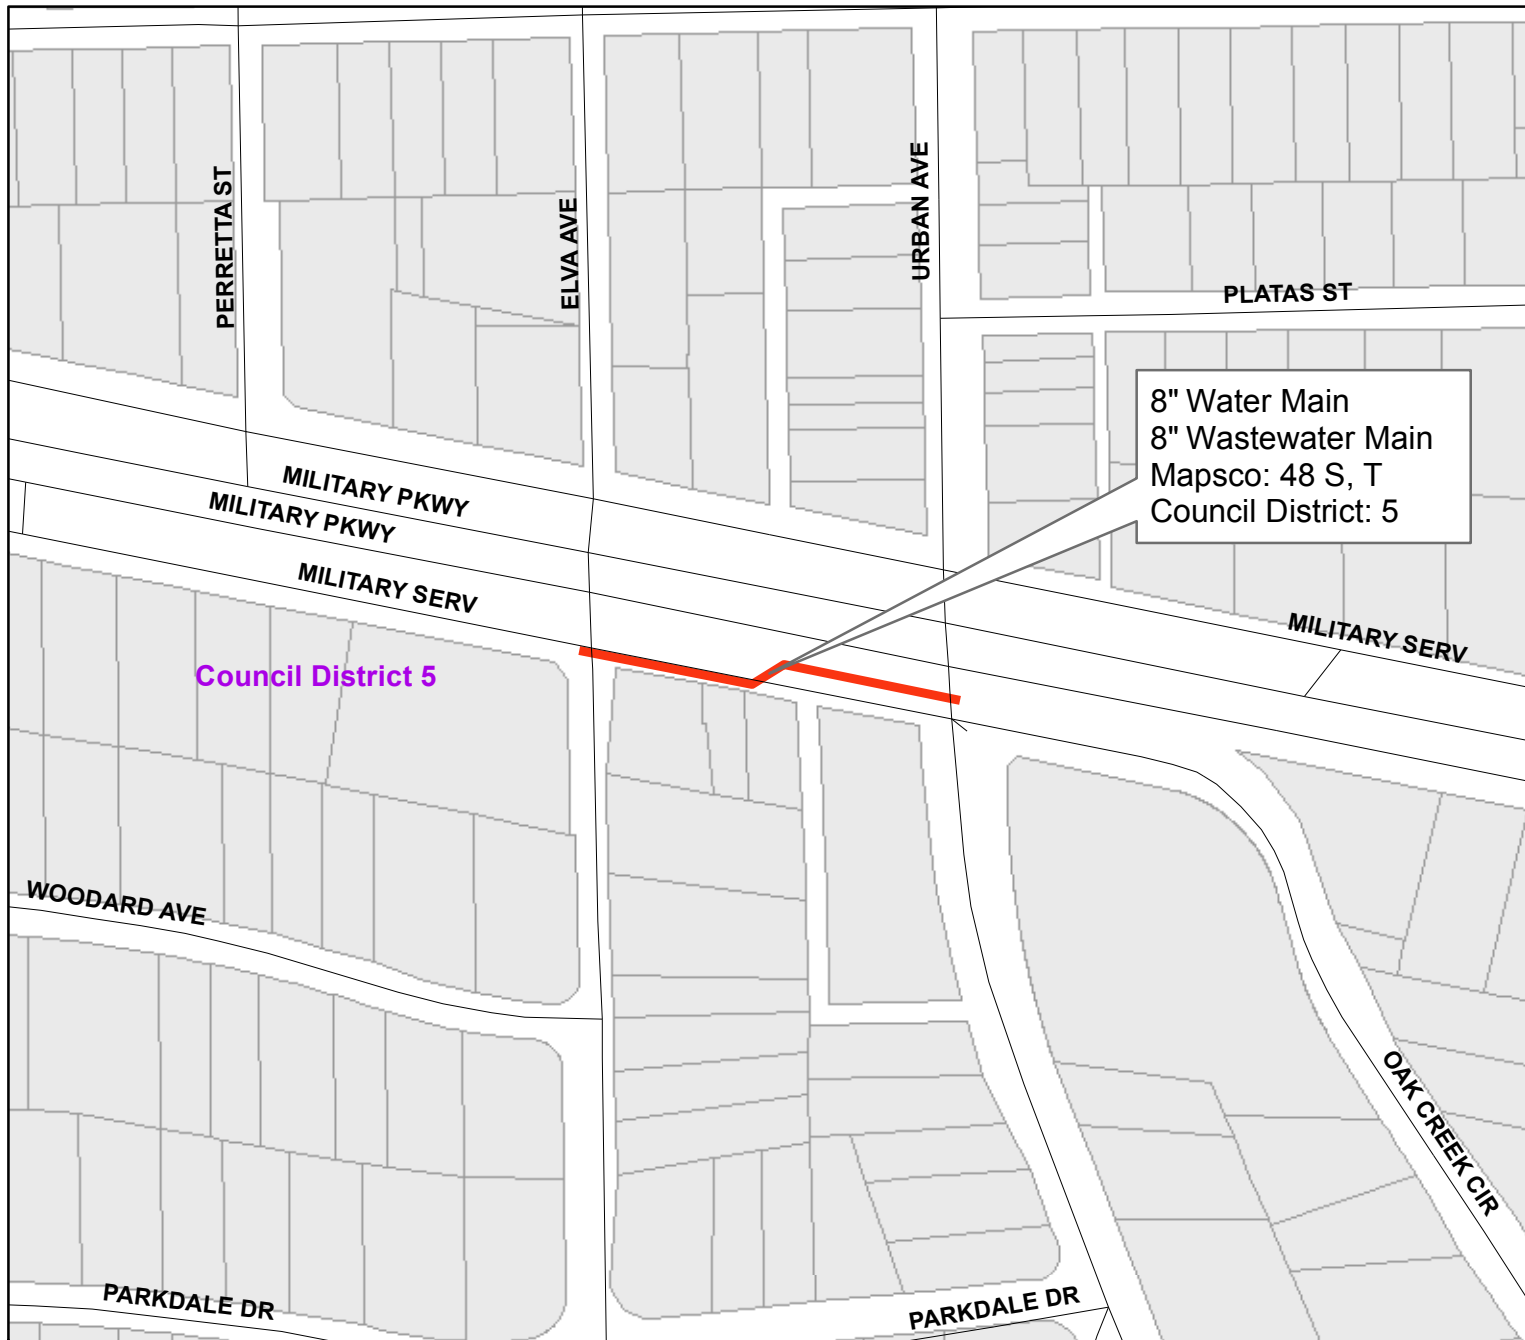 PERRETTA ST
ELVA AVE
URBAN AVE
PLATAS ST
8" Water Main
8" Wastewater Main
Mapsco: 48 S, T
Council District: 5
MILITARY PKWY
MILITARY PKWY
MILITARY SERV
MILITARY SERV
Council District 5
WOODARD AVE
OAK CREEK CIR
PARKDALE DR
PARKDALE DR